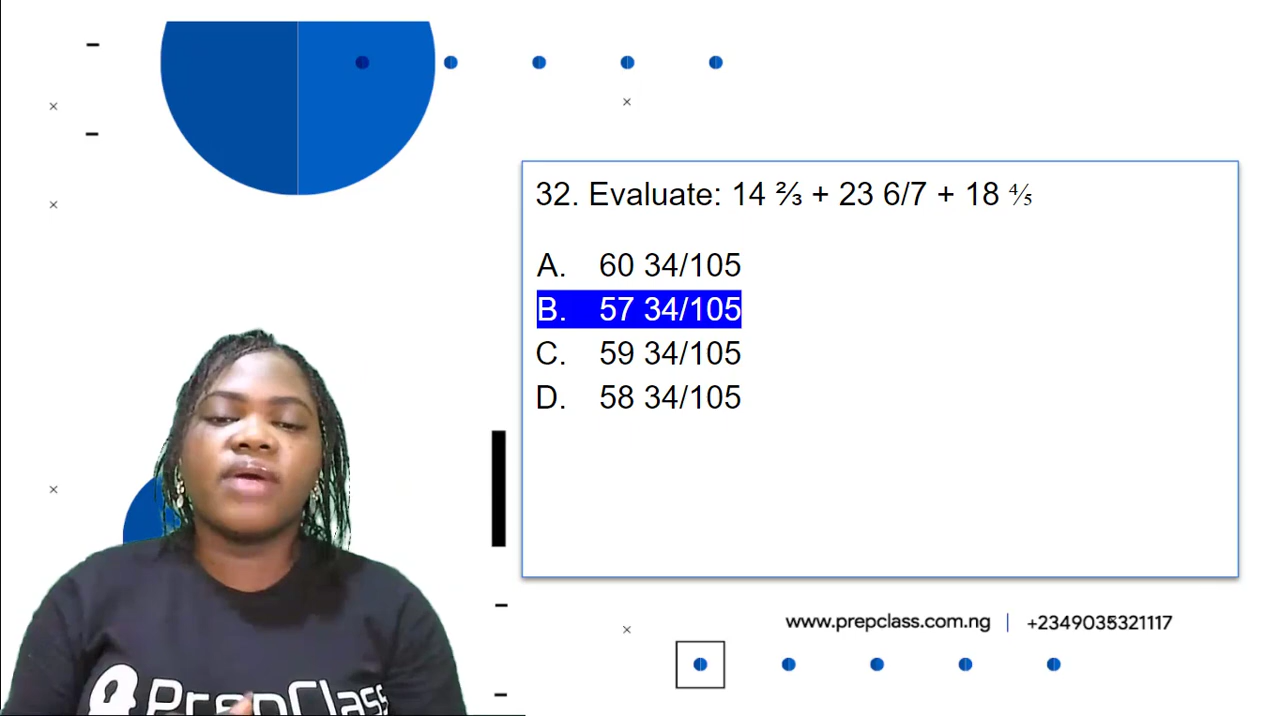 32. Evaluate: 14 ⅔ + 23 6/7 + 18 ⅘
A. 60 34/105
B. 57 34/105
C. 59 34/105
D. 58 34/105
www.prepclass.com.ng | +2349035321117
PrepClass